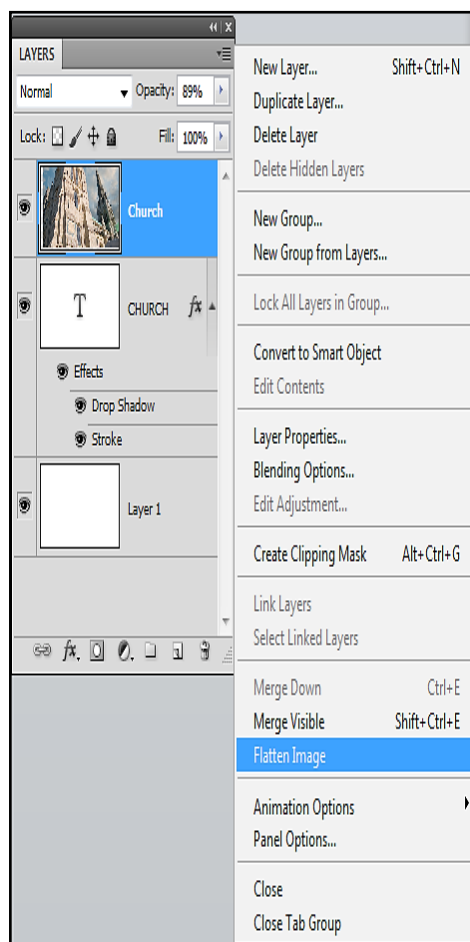 LAYERS
Normal Opacity: 89%
Lock: Fill: 100%
Church
T CHURCH fx
Effects
Drop Shadow
Stroke
Layer 1
fx.
New Layer... Shift+Ctrl+N
Duplicate Layer...
Delete Layer
Delete Hidden Layers
New Group...
New Group from Layers...
Lock All Layers in Group...
Convert to Smart Object
Edit Contents
Layer Properties...
Blending Options...
Edit Adjustment...
Create Clipping Mask Alt+Ctrl+G
Link Layers
Select Linked Layers
Merge Down Ctrl+E
Merge Visible Shift+Ctrl+E
Flatten Image
Animation Options
Panel Options...
Close
Close Tab Group